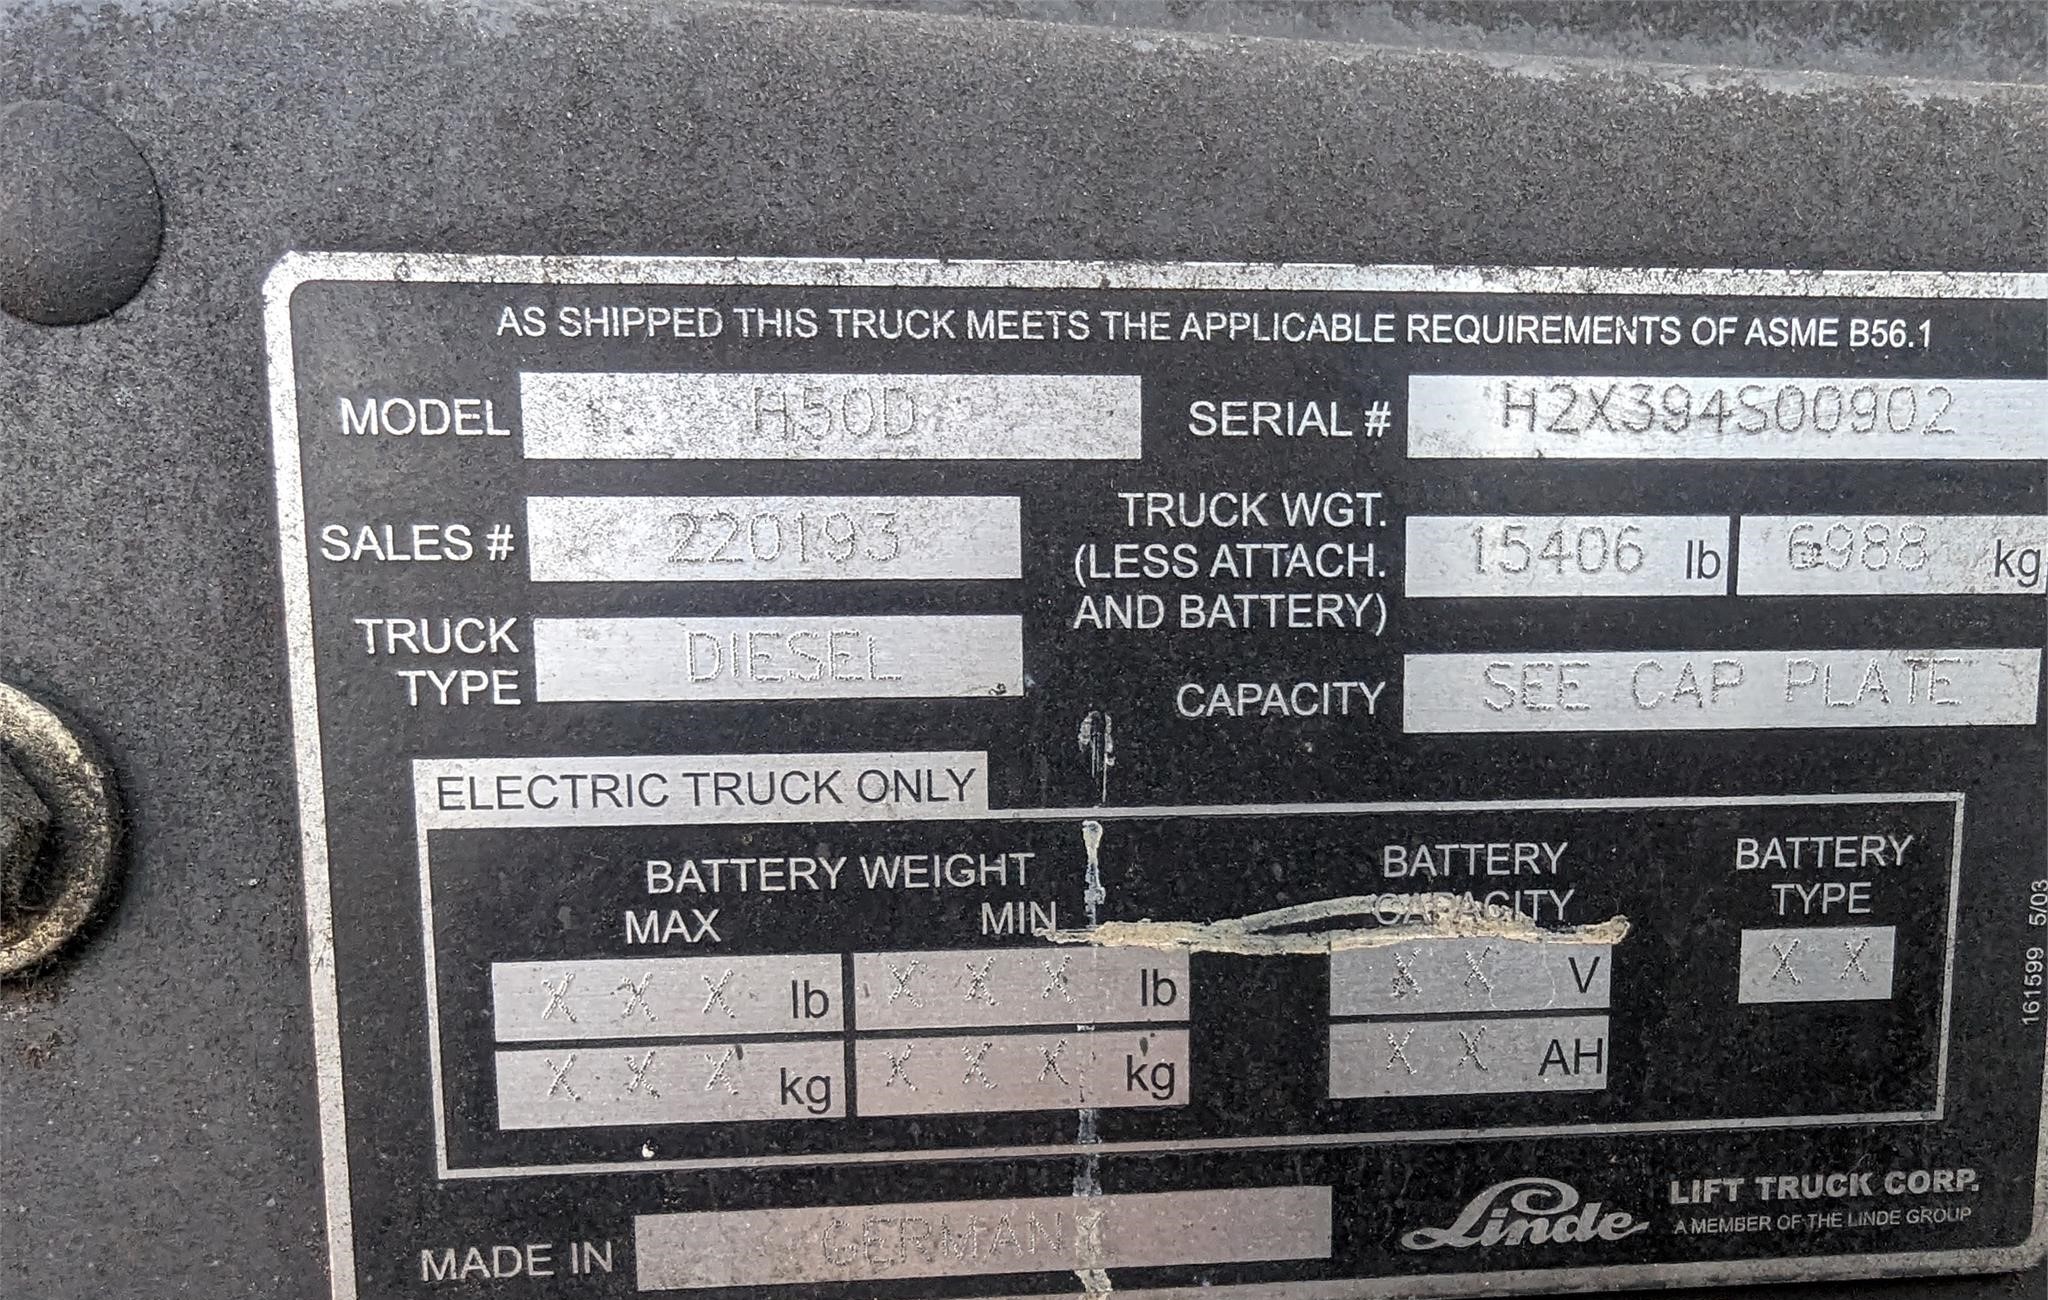 AS SHIPPED THIS TRUCK MEETS THE APPLICABLE REQUIREMENTS OF ASME B56.1
MODEL H50D SERIAL # H2X394S00902
SALES # 220193
TRUCK WGT.
(LESS ATTACH.
AND BATTERY)
15406 lb 6988 kg
TRUCK
TYPE
DIESEL
CAPACITY SEE CAP PLATE
ELECTRIC TRUCK ONLY
BATTERY WEIGHT
MAX MIN
BATTERY
CAPACITY
BATTERY
TYPE
X X X lb X X X lb X X V X X
X X X kg X X X kg X X AH
161599 5/03
MADE IN GERMANY
Linde
LIFT TRUCK CORP.
A MEMBER OF THE LINDE GROUP